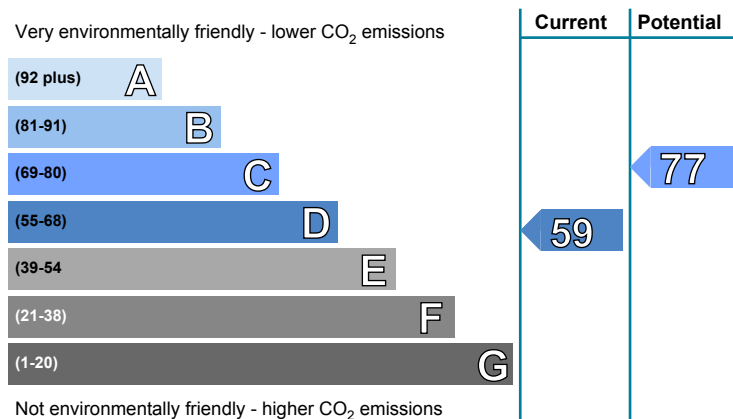 Current Potential
Very environmentally friendly - lower CO₂ emissions
(92 plus) A
(81-91) B
(69-80) C
77
(55-68) D
59
(39-54 E
(21-38) F
(1-20) G
Not environmentally friendly - higher CO₂ emissions